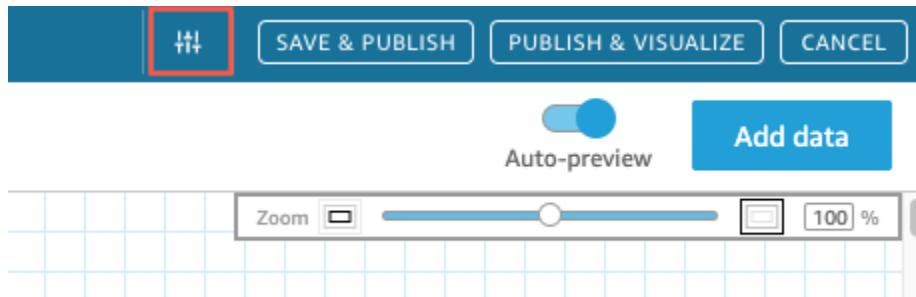 SAVE & PUBLISH PUBLISH & VISUALIZE CANCEL
Auto-preview Add data
Zoom 100 %